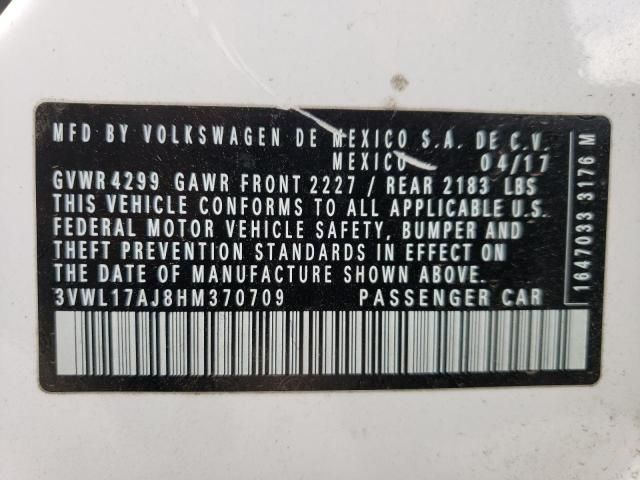 MFD BY VOLKSWAGEN DE MEXICO S.A. DE C.V.
MEXICO 04/17
GVWR 4299 GAWR FRONT 2227 / REAR 2183 LBS
THIS VEHICLE CONFORMS TO ALL APPLICABLE U.S.
FEDERAL MOTOR VEHICLE SAFETY, BUMPER AND
THEFT PREVENTION STANDARDS IN EFFECT ON
THE DATE OF MANUFACTURE SHOWN ABOVE.
3VWL17AJ8HM370709 PASSENGER CAR
1647033 3176 M